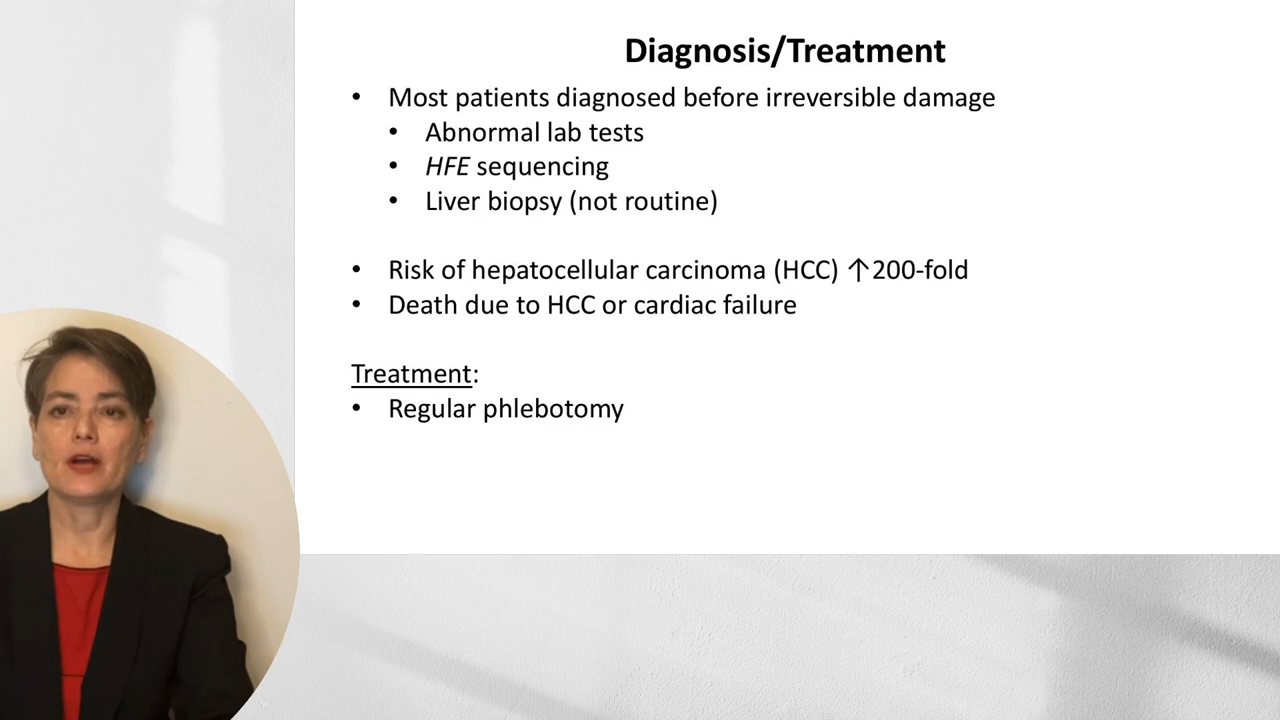 Diagnosis/Treatment
• Most patients diagnosed before irreversible damage
• Abnormal lab tests
• HFE sequencing
• Liver biopsy (not routine)
• Risk of hepatocellular carcinoma (HCC) ↑200-fold
• Death due to HCC or cardiac failure
Treatment:
• Regular phlebotomy